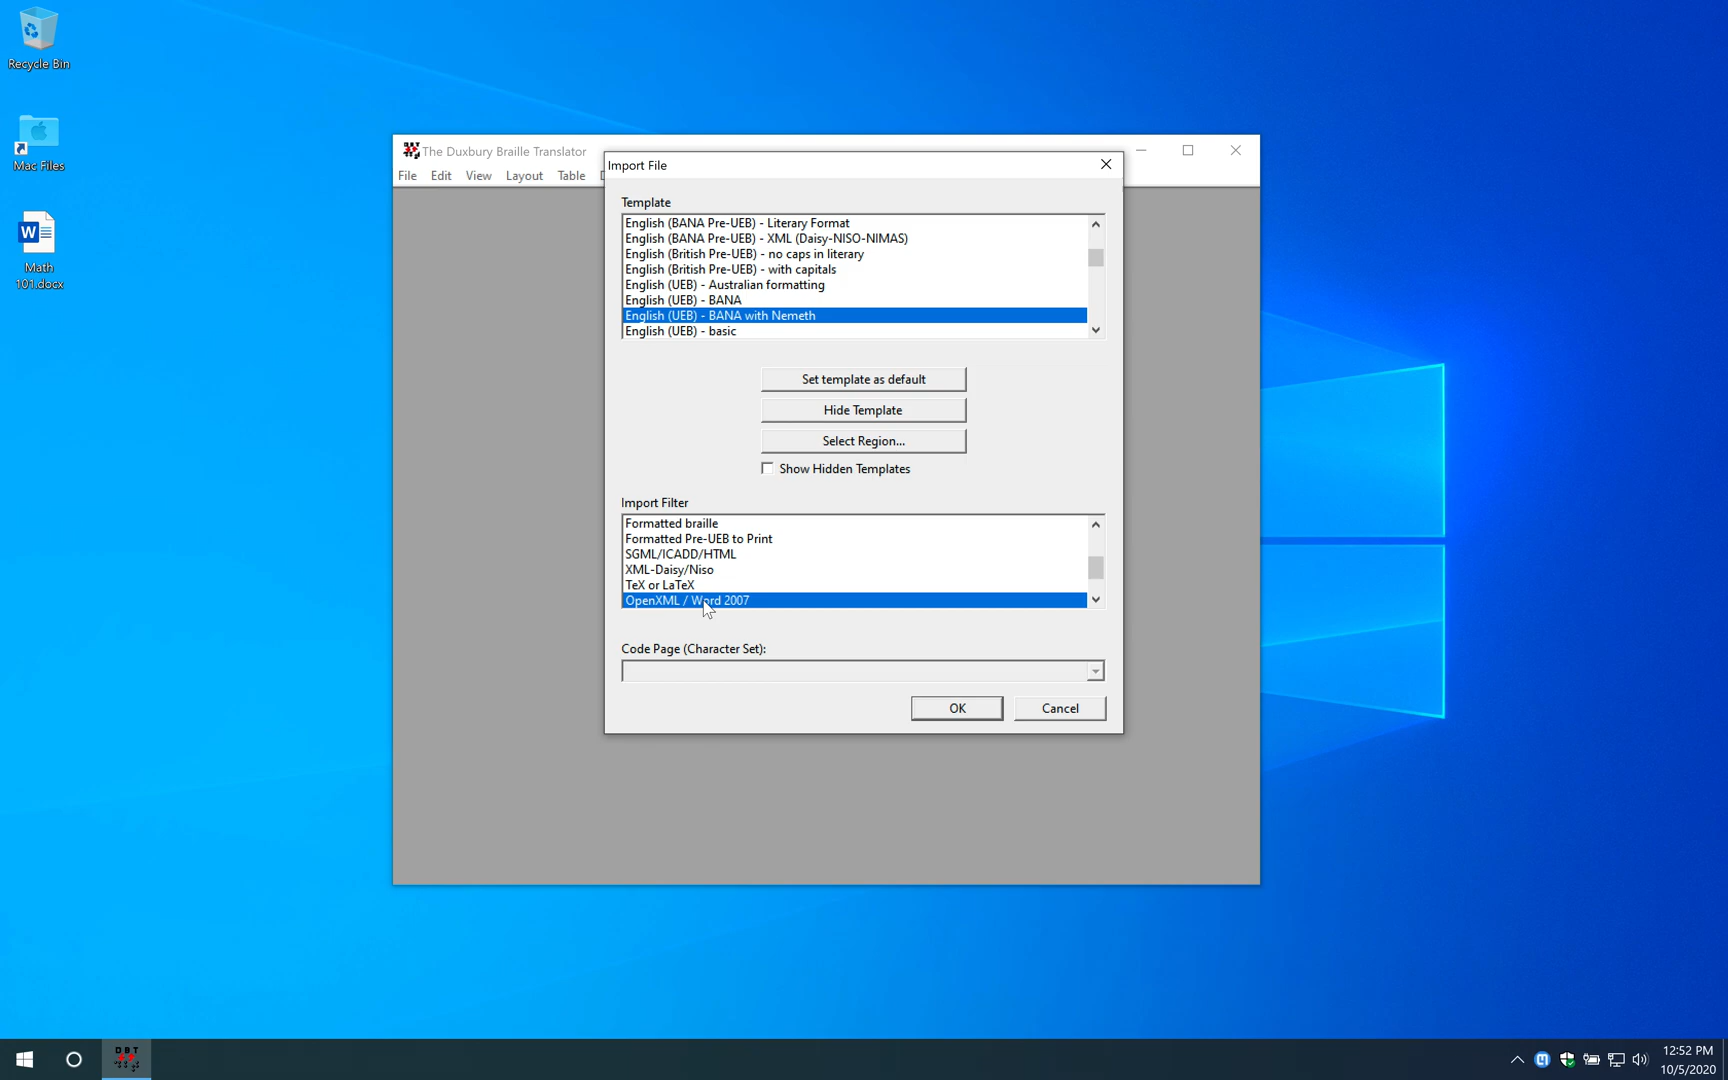 Recycle Bin
Mac Files
Math
101.docx
The Duxbury Braille Translator
File Edit View Layout Table
Import File
Template
English (BANA Pre-UEB) - Literary Format
English (BANA Pre-UEB) - XML (Daisy-NISO-NIMAS)
English (British Pre-UEB) - no caps in literary
English (British Pre-UEB) - with capitals
English (UEB) - Australian formatting
English (UEB) - BANA
English (UEB) - BANA with Nemeth
English (UEB) - basic
Set template as default
Hide Template
Select Region...
Show Hidden Templates
Import Filter
Formatted braille
Formatted Pre-UEB to Print
SGML/ICADD/HTML
XML-Daisy/Niso
TeX or LaTeX
OpenXML / Word 2007
Code Page (Character Set):
OK Cancel
DBT
12:52 PM
10/5/2020